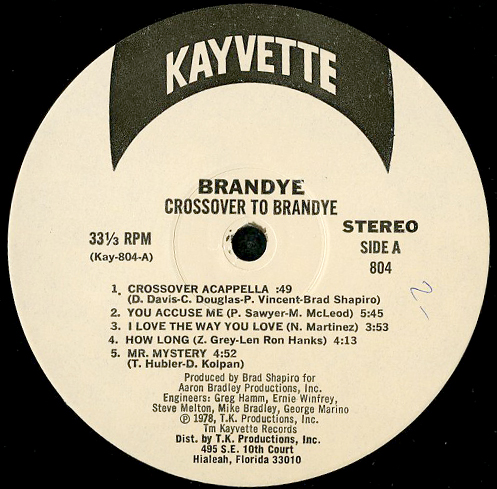 KAYVETTE
BRANDYE
CROSSOVER TO BRANDYE
33⅓ RPM
(Kay-804-A)
STEREO
SIDE A
804
1. CROSSOVER ACAPPELLA :49
(D. Davis-C. Douglas-P. Vincent-Brad Shapiro)
2. YOU ACCUSE ME (P. Sawyer-M. McLeod) 5:45
3. I LOVE THE WAY YOU LOVE (N. Martinez) 3:53
4. HOW LONG (Z. Grey-Len Ron Hanks) 4:13
5. MR. MYSTERY 4:52
(T. Hubler-D. Kolpan)
Produced by Brad Shapiro for
Aaron Bradley Productions, Inc.
Engineers: Greg Hamm, Ernie Winfrey,
Steve Melton, Mike Bradley, George Marino
℗ 1978, T.K. Productions, Inc.
Tm Kayvette Records
Dist. by T.K. Productions, Inc.
495 S.E. 10th Court
Hialeah, Florida 33010